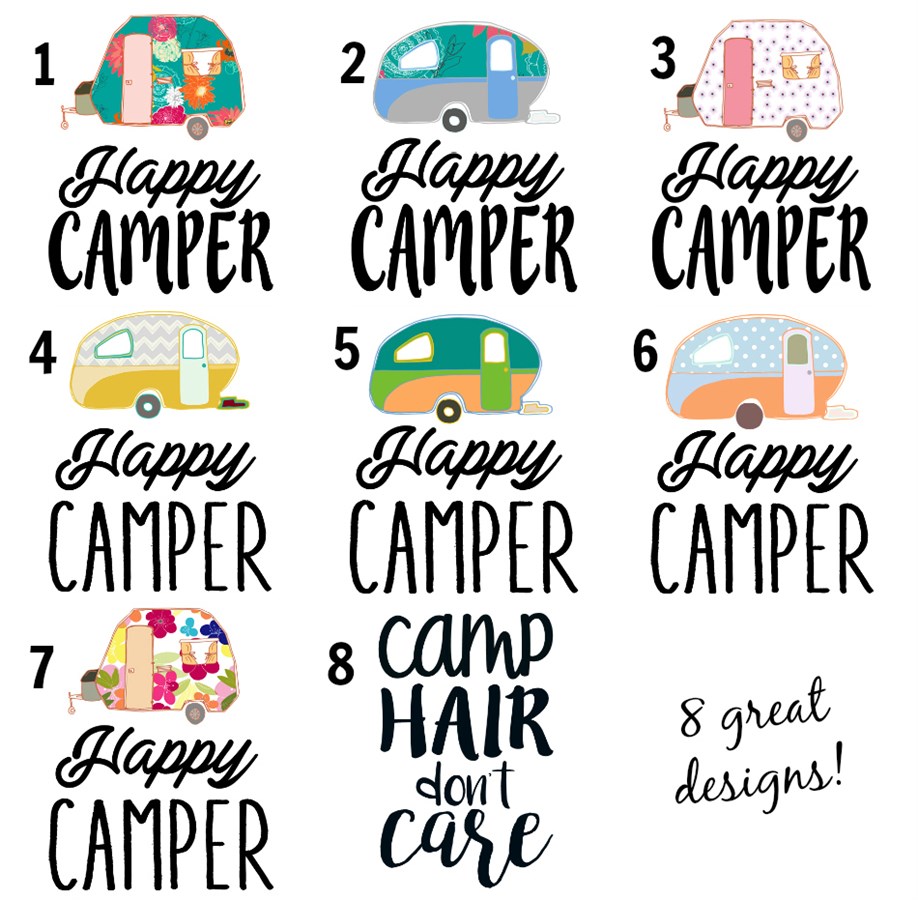 1
Happy
CAMPER
2
Happy
CAMPER
3
Happy
CAMPER
4
Happy
CAMPER
5
Happy
CAMPER
6
Happy
CAMPER
7
Happy
CAMPER
8
camp
HAIR
don't
care
8 great
designs!